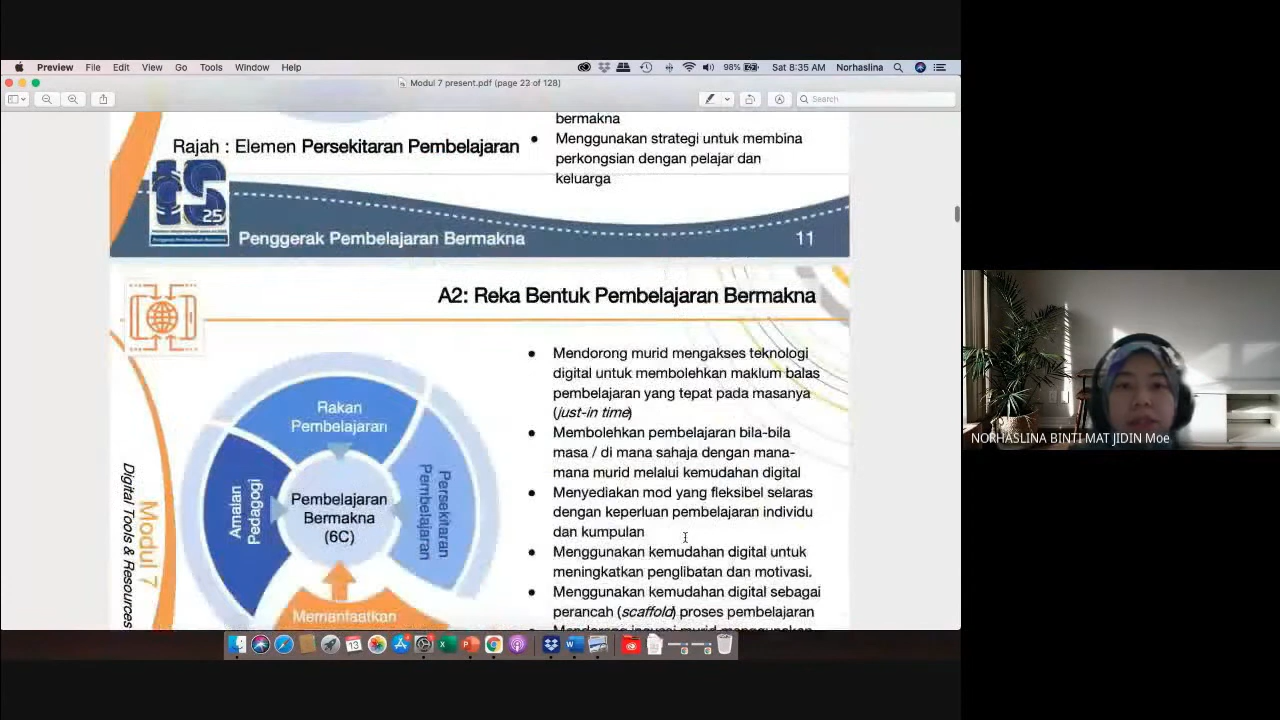 Preview File Edit View Go Tools Window Help
98% Sat 8:35 AM Norhaslina
Modul 7 present.pdf (page 23 of 128)
Search
bermakna
Rajah : Elemen Persekitaran Pembelajaran
• Menggunakan strategi untuk membina
perkongsian dengan pelajar dan
keluarga
25
Penggerak Pembelajaran Bermakna
11
A2: Reka Bentuk Pembelajaran Bermakna
Rakan
Pembelajaran
Amalan
Pedagogi
Pembelajaran
Bermakna
(6C)
Persekitaran
Pembelajaran
Memanfaatkan
Modul 7
Digital Tools & Resources
• Mendorong murid mengakses teknologi
digital untuk membolehkan maklum balas
pembelajaran yang tepat pada masanya
(just-in time)
• Membolehkan pembelajaran bila-bila
masa / di mana sahaja dengan mana-
mana murid melalui kemudahan digital
• Menyediakan mod yang fleksibel selaras
dengan keperluan pembelajaran individu
dan kumpulan
• Menggunakan kemudahan digital untuk
meningkatkan penglibatan dan motivasi.
• Menggunakan kemudahan digital sebagai
perancah (scaffold) proses pembelajaran
NORHASLINA BINTI MAT JIDIN Moe